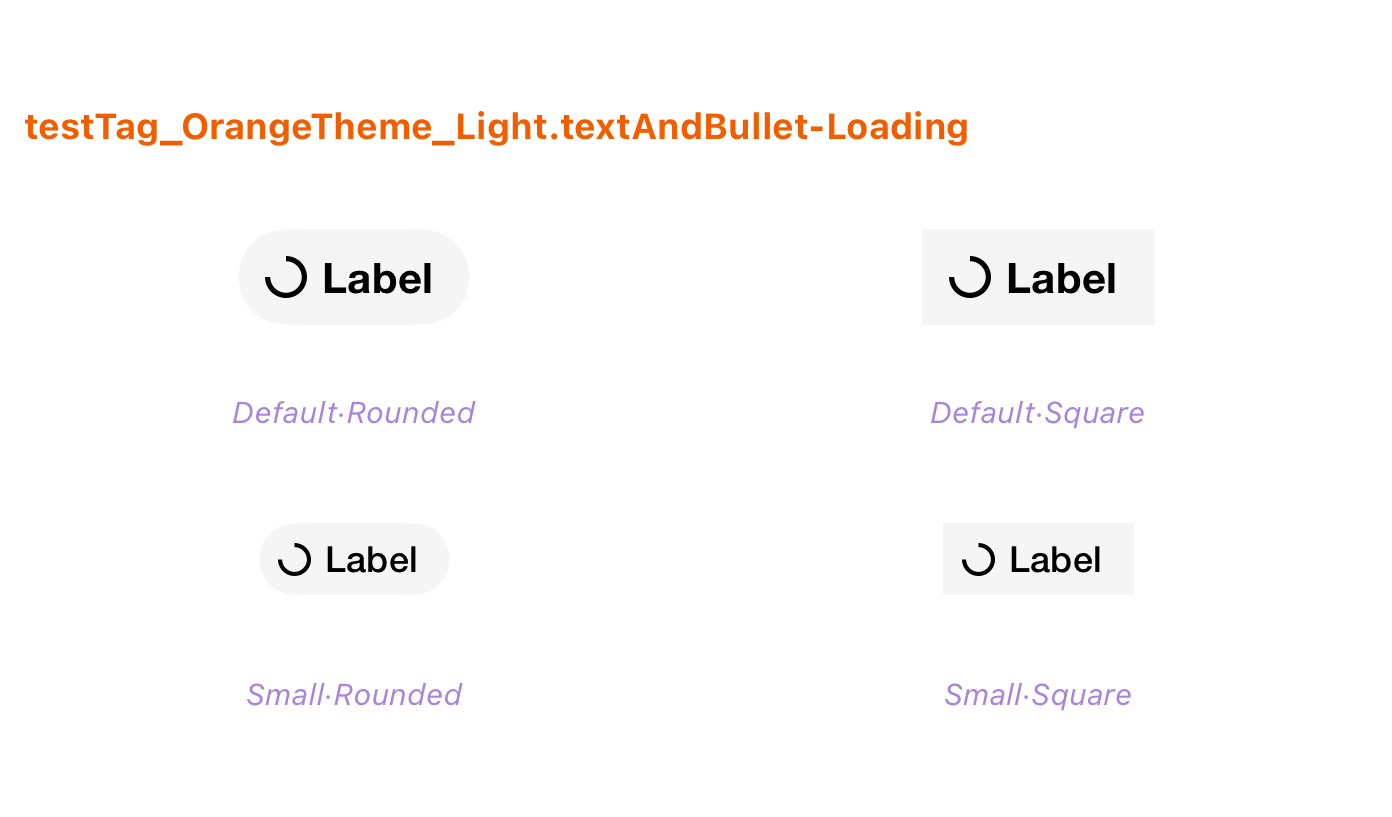 testTag_OrangeTheme_Light.textAndBullet-Loading
Label
Label
Default·Rounded
Default·Square
Label
Label
Small·Rounded
Small·Square